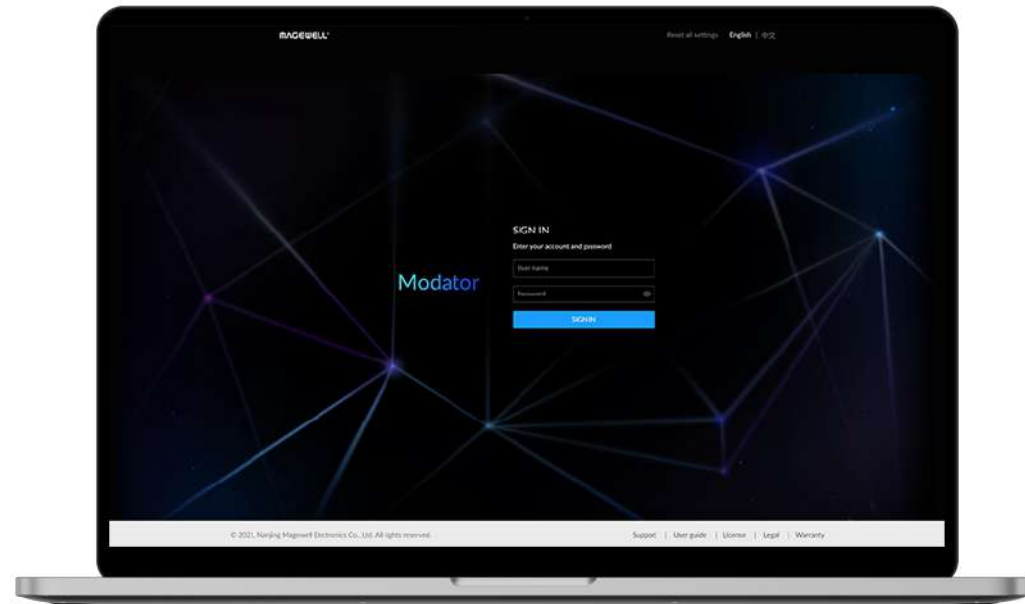 MAGEWELL
Reset all settings English | 中文
SIGN IN
Enter your account and password
Modator
User name
Password
SIGN IN
© 2021, Nanjing Magewell Electronics Co., Ltd. All rights reserved.
Support | User guide | License | Legal | Warranty